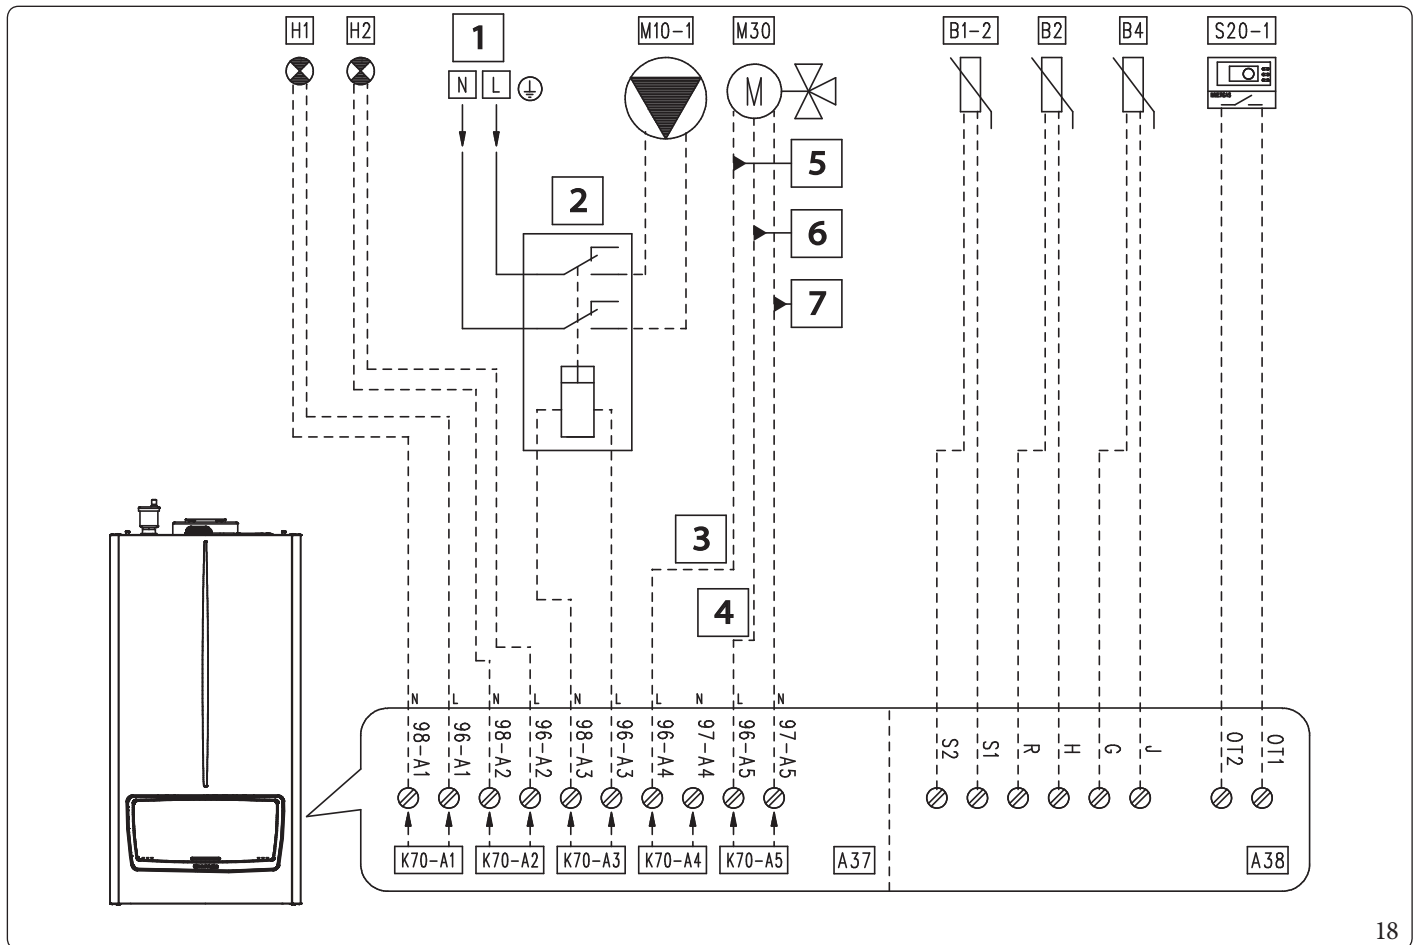 H1 H2 1 M10-1 M30 B1-2 B2 B4 S20-1
N L M
5
2
6
7
3
4
N L N L N L L N L N
98-A1 96-A1 98-A2 96-A2 98-A3 96-A3 96-A4 97-A4 96-A5 97-A5 S2 S1 R H G J OT2 OT1
K70-A1 K70-A2 K70-A3 K70-A4 K70-A5 A37 A38
18